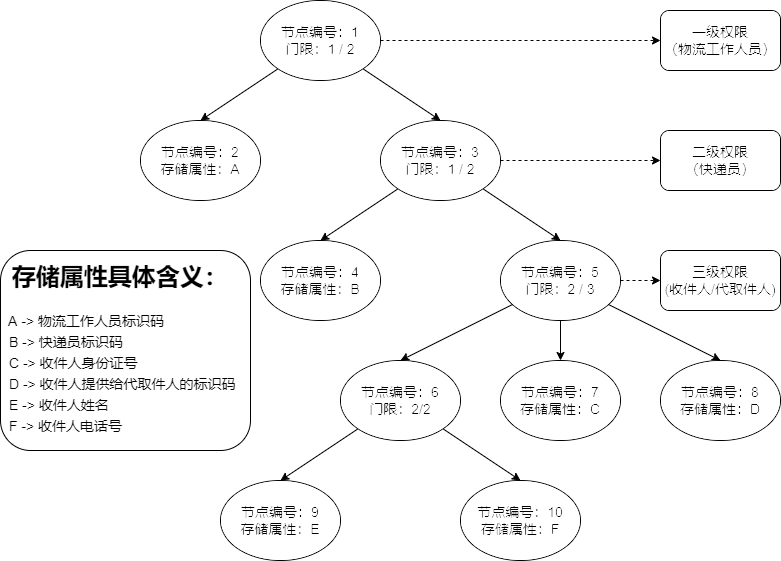 节点编号：1
门限：1 / 2
一级权限
（物流工作人员）
节点编号：2
存储属性：A
节点编号：3
门限：1 / 2
二级权限
（快递员）
存储属性具体含义：
A -> 物流工作人员标识码
B -> 快递员标识码
C -> 收件人身份证号
D -> 收件人提供给代取件人的标识码
E -> 收件人姓名
F -> 收件人电话号
节点编号：4
存储属性：B
节点编号：5
门限：2 / 3
三级权限
(收件人/代取件人)
节点编号：6
门限：2/2
节点编号：7
存储属性：C
节点编号：8
存储属性：D
节点编号：9
存储属性：E
节点编号：10
存储属性：F